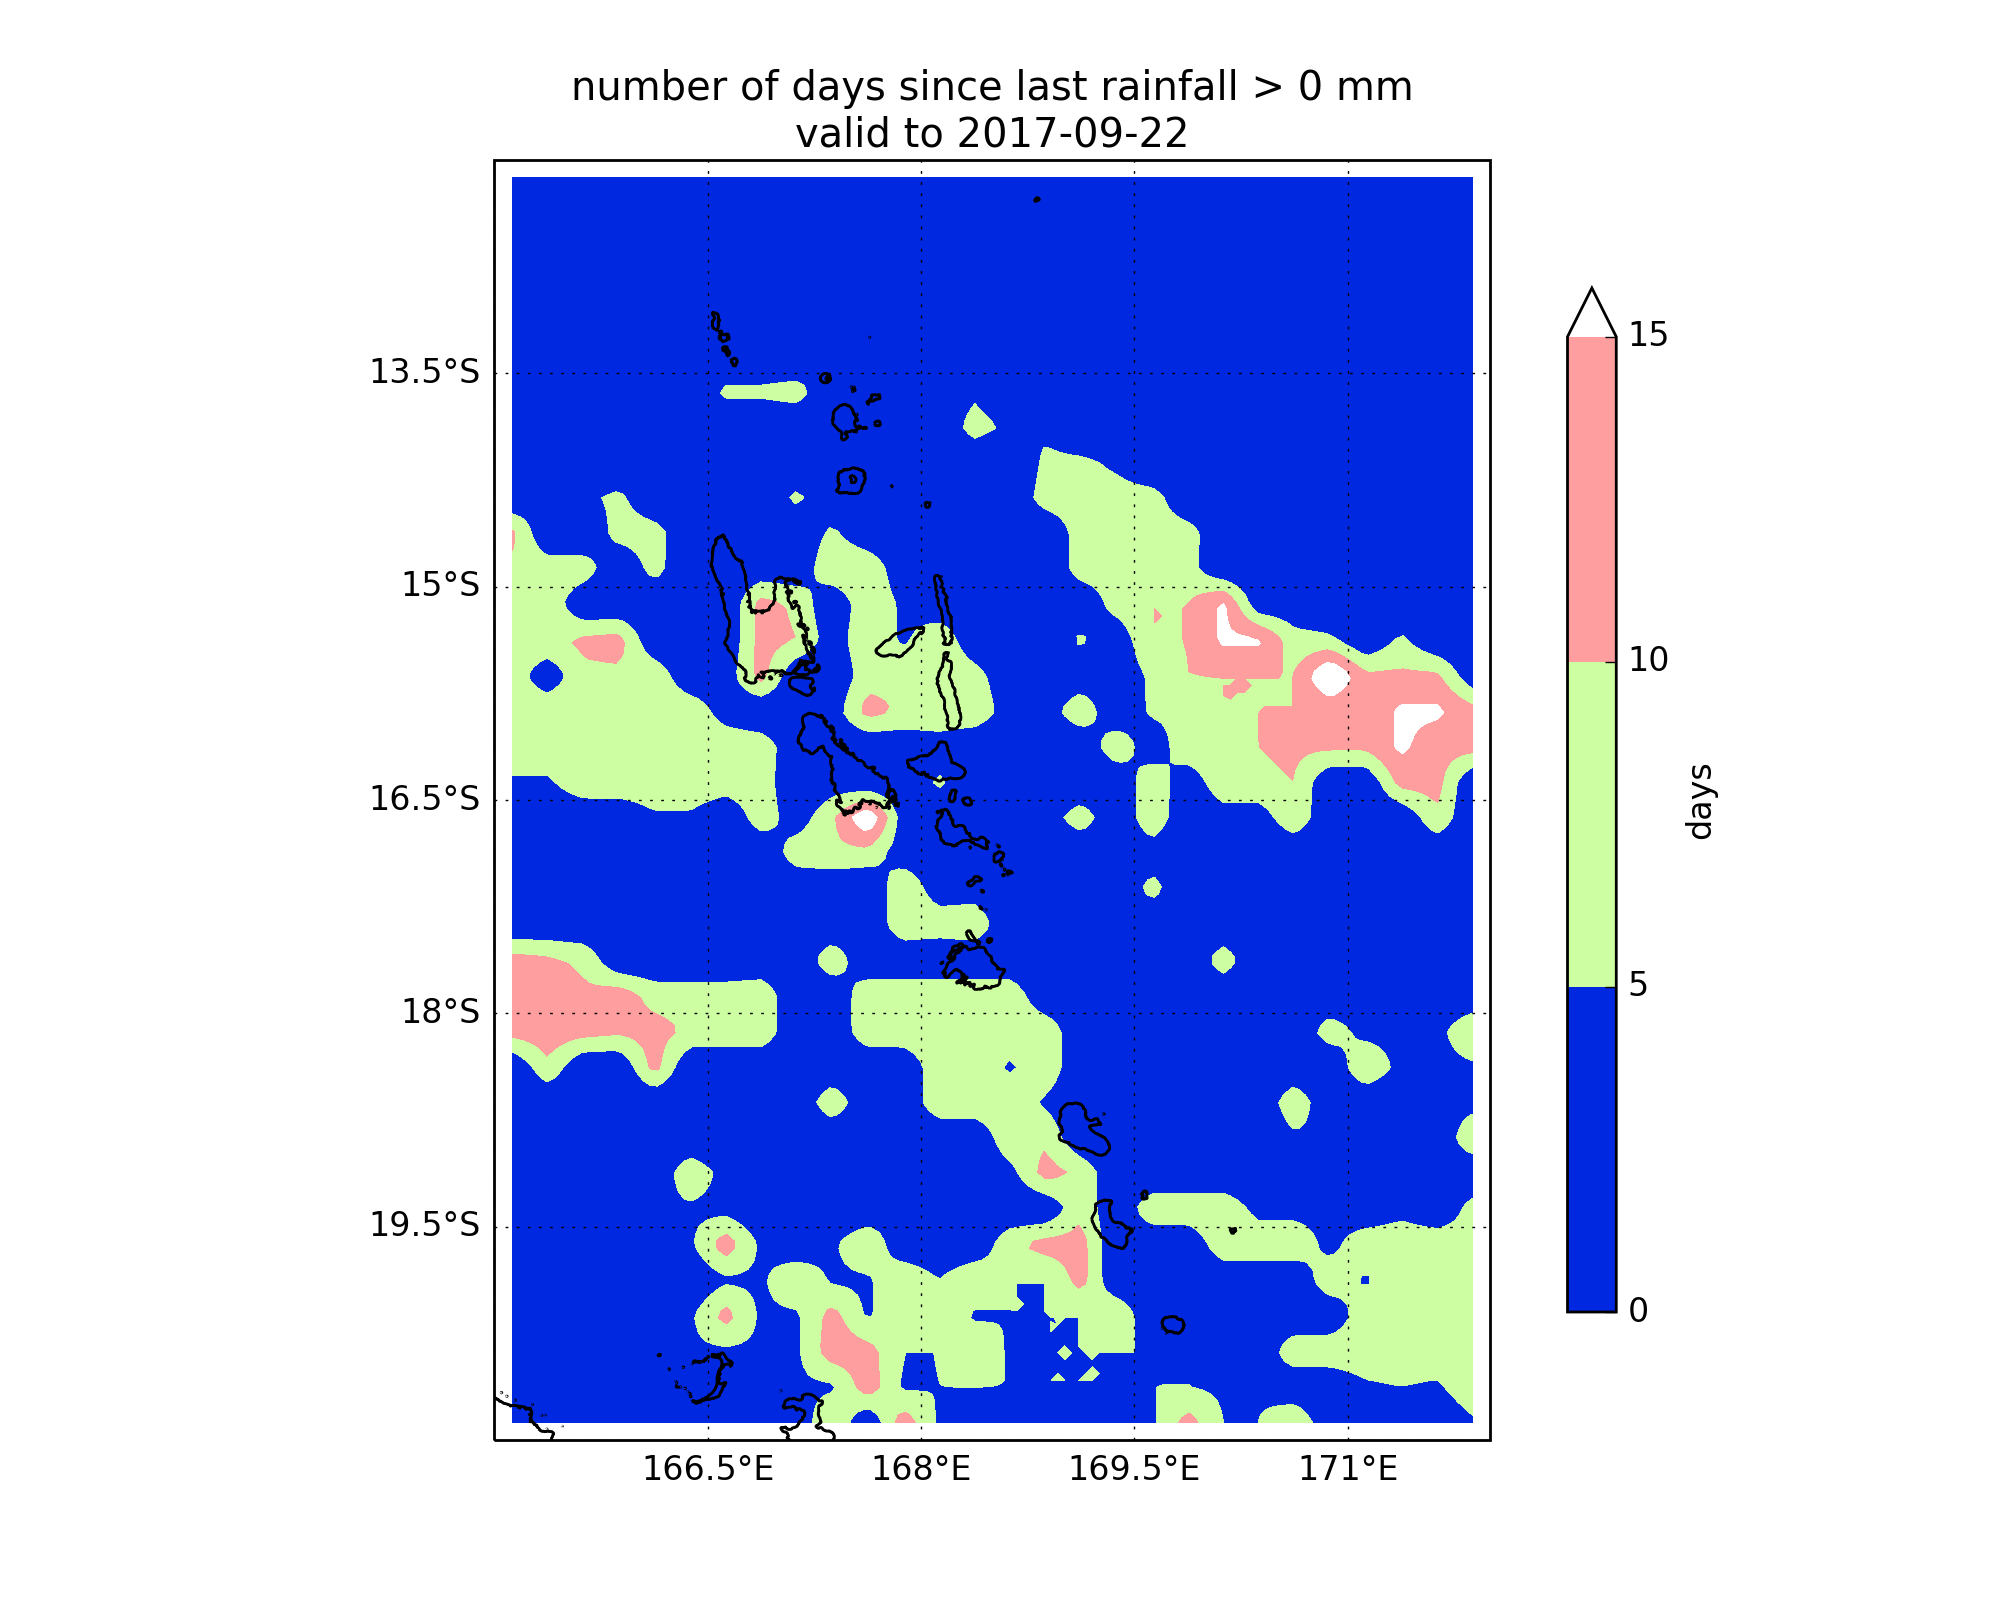 number of days since last rainfall > 0 mm
valid to 2017-09-22
13.5°S
15°S
16.5°S
18°S
19.5°S
166.5°E
168°E
169.5°E
171°E
15
10
5
0
days